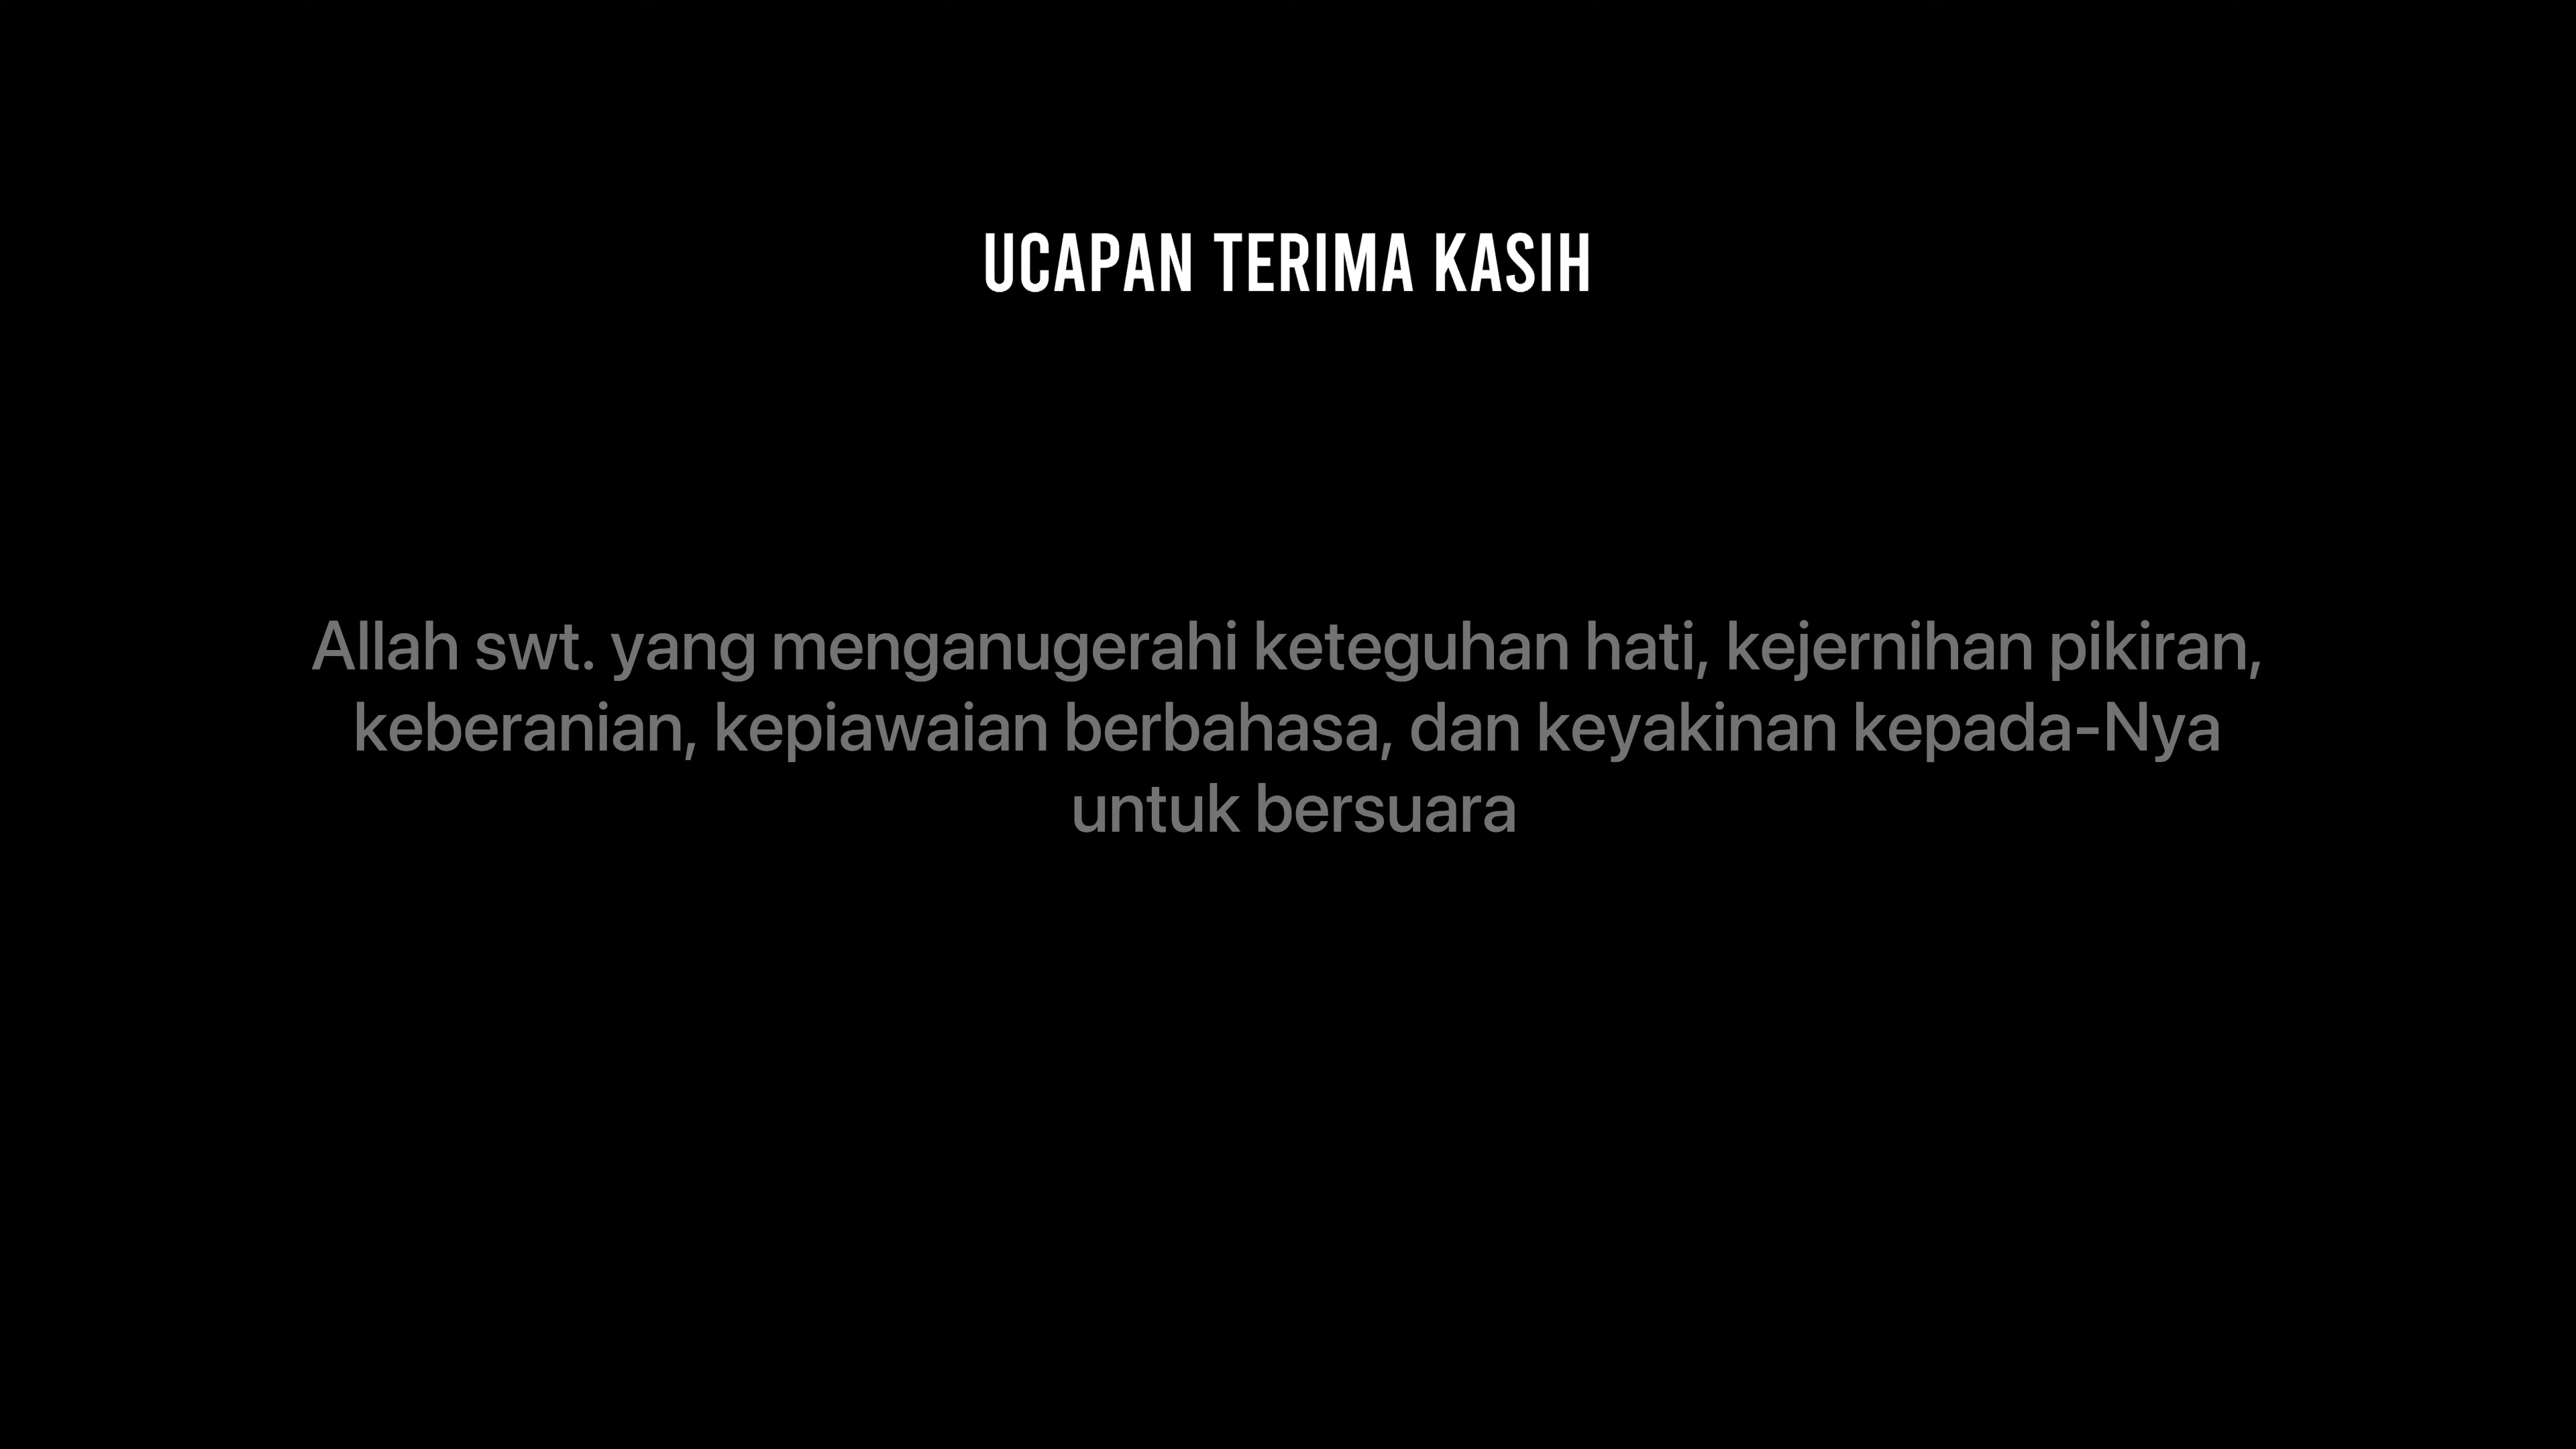 UCAPAN TERIMA KASIH
Allah swt. yang menganugerahi keteguhan hati, kejernihan pikiran,
keberanian, kepiawaian berbahasa, dan keyakinan kepada-Nya
untuk bersuara